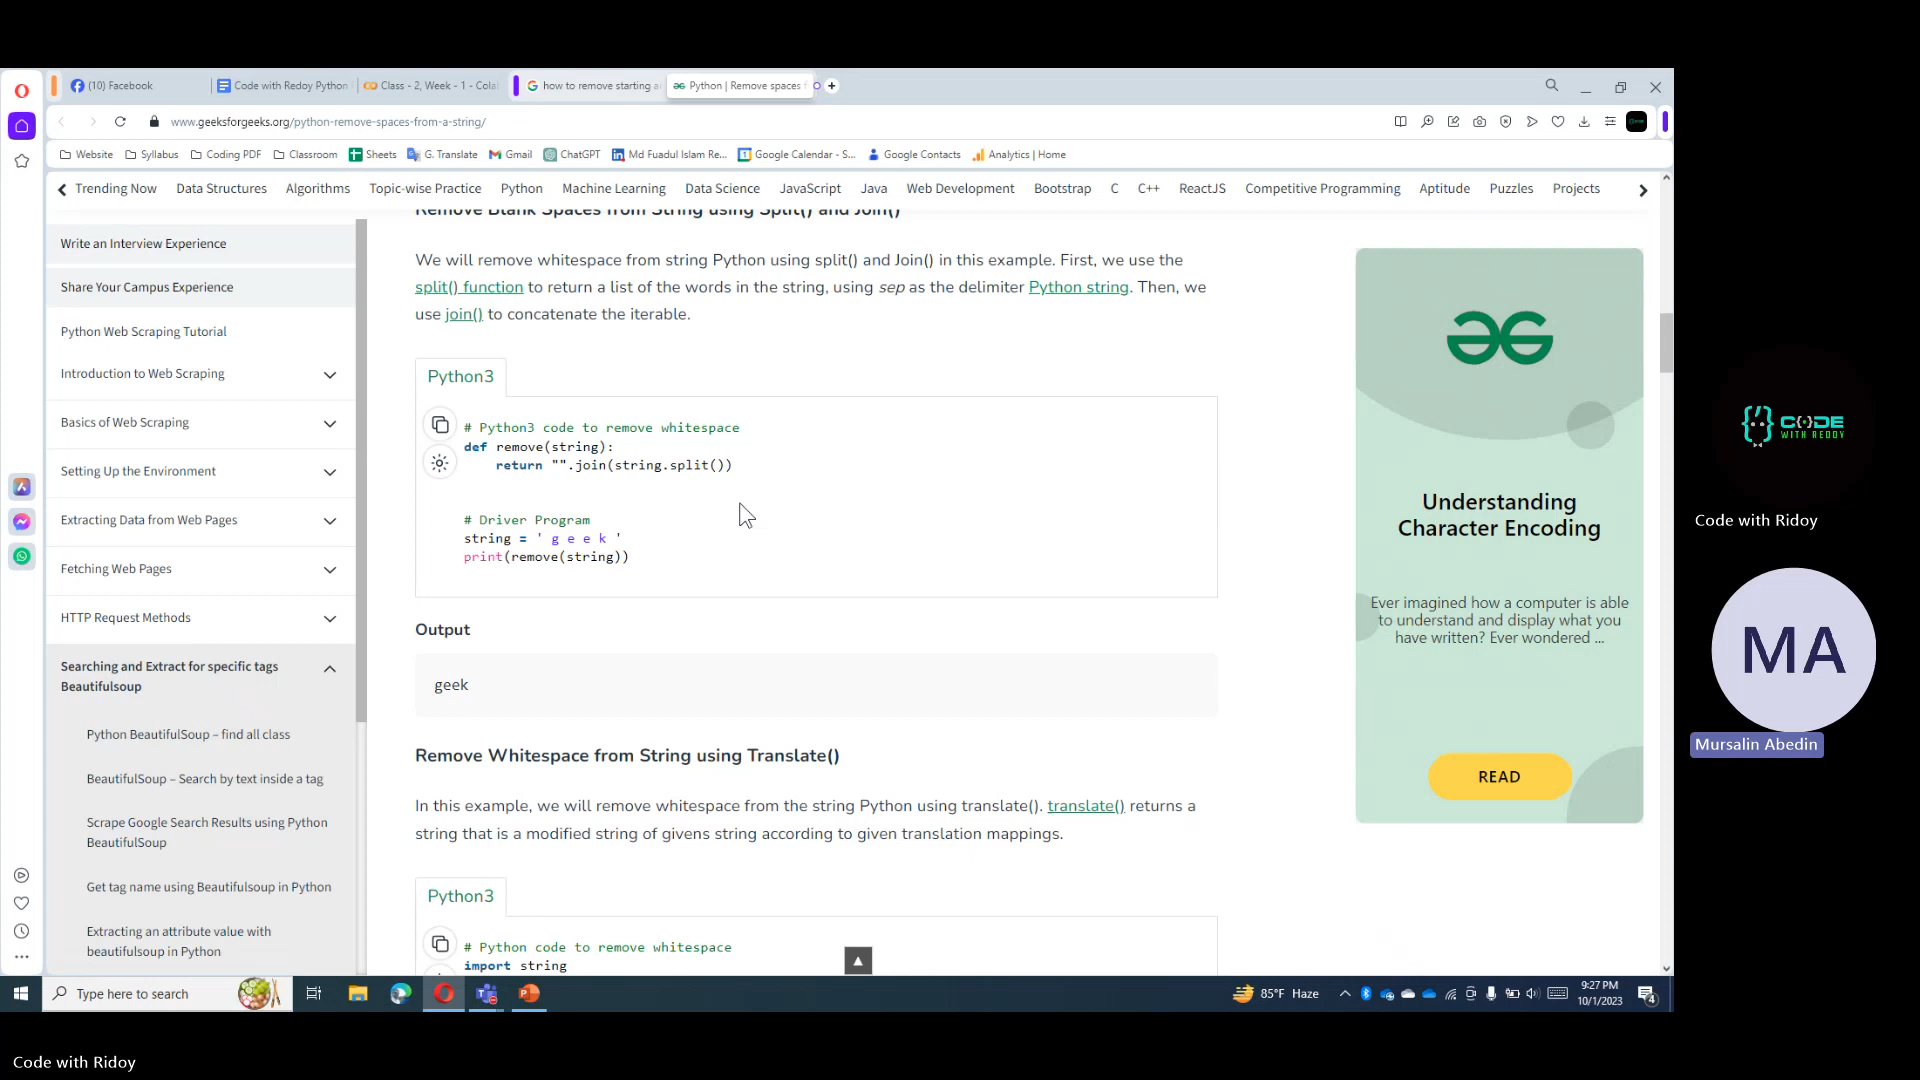 (10) Facebook
Code with Redoy Python
Class - 2, Week - 1 - Cola
how to remove starting a
Python | Remove spaces f
www.geeksforgeeks.org/python-remove-spaces-from-a-string/
Website
Syllabus
Coding PDF
Classroom
Sheets
G. Translate
Gmail
ChatGPT
Md Fuadul Islam Re...
Google Calendar - S...
Google Contacts
Analytics | Home
Trending Now
Data Structures
Algorithms
Topic-wise Practice
Python
Machine Learning
Data Science
JavaScript
Java
Web Development
Bootstrap
C
C++
ReactJS
Competitive Programming
Aptitude
Puzzles
Projects
Write an Interview Experience
Share Your Campus Experience
Python Web Scraping Tutorial
Introduction to Web Scraping
Basics of Web Scraping
Setting Up the Environment
Extracting Data from Web Pages
Fetching Web Pages
HTTP Request Methods
Searching and Extract for specific tags
Beautifulsoup
Python BeautifulSoup – find all class
BeautifulSoup – Search by text inside a tag
Scrape Google Search Results using Python
BeautifulSoup
Get tag name using Beautifulsoup in Python
Extracting an attribute value with
beautifulsoup in Python
Remove Blank Spaces from String using Split() and Join()
We will remove whitespace from string Python using split() and Join() in this example. First, we use the
split() function to return a list of the words in the string, using sep as the delimiter Python string. Then, we
use join() to concatenate the iterable.
Python3
# Python3 code to remove whitespace
def remove(string):
    return "".join(string.split())
# Driver Program
string = ' g e e k '
print(remove(string))
Output
geek
Remove Whitespace from String using Translate()
In this example, we will remove whitespace from the string Python using translate(). translate() returns a
string that is a modified string of givens string according to given translation mappings.
Python3
# Python code to remove whitespace
import string
Understanding
Character Encoding
Ever imagined how a computer is able
to understand and display what you
have written? Ever wondered ...
READ
CODE
WITH REDOY
Code with Ridoy
MA
Mursalin Abedin
Type here to search
85°F Haze
9:27 PM
10/1/2023
4
Code with Ridoy